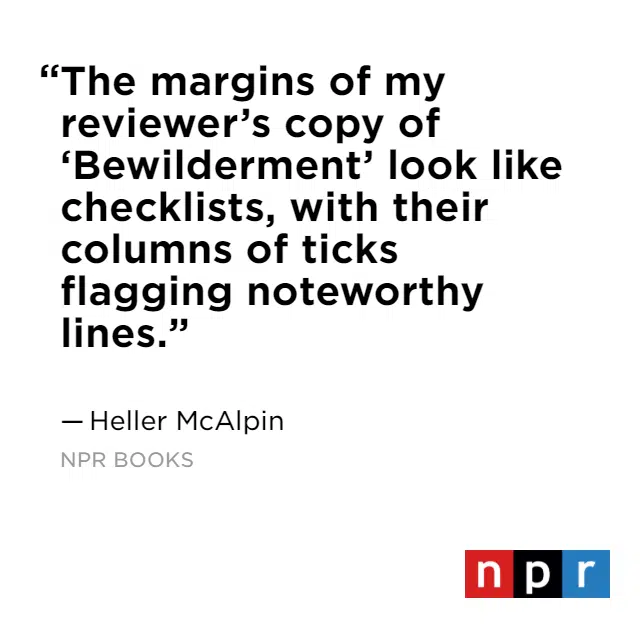 “The margins of my
reviewer’s copy of
‘Bewilderment’ look like
checklists, with their
columns of ticks
flagging noteworthy
lines.”
— Heller McAlpin
NPR BOOKS
npr